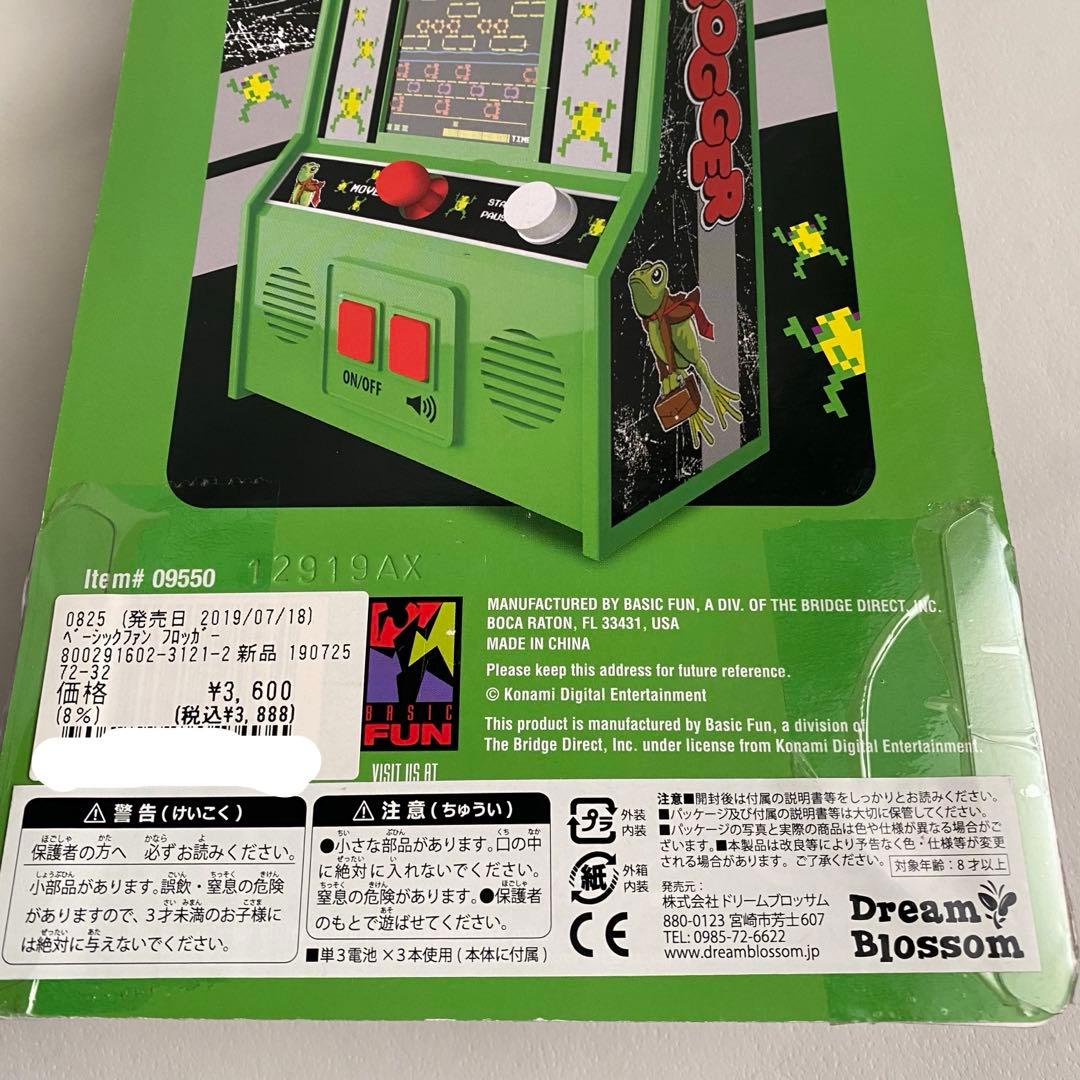 TIME
ROGGER
MOVE
STA
PAUS
ON/OFF
Item# 09550
12919AX
0825 (発売日 2019/07/18)
ベーシックファン フロッガー
800291602-3121-2 新品 190725
72-32
価格 ¥3,600
(8%) (税込¥3,888)
BASIC
FUN
MANUFACTURED BY BASIC FUN, A DIV. OF THE BRIDGE DIRECT, INC.
BOCA RATON, FL 33431, USA
MADE IN CHINA
Please keep this address for future reference.
© Konami Digital Entertainment
This product is manufactured by Basic Fun, a division of
The Bridge Direct, Inc. under license from Konami Digital Entertainment.
VISIT US AT
⚠警告(けいこく)
保護者の方へ 必ずお読みください。
小部品があります。誤飲・窒息の危険
がありますので、3才未満のお子様に
は絶対に与えないでください。
⚠注意(ちゅうい)
●小さな部品があります。口の中
に絶対に入れないでください。
窒息の危険があります。●保護者
のもとで遊ばせてください。
■単3電池×3本使用(本体に付属)
プラ 外装
内装
紙 外箱
内装
CE
注意■開封後は付属の説明書等をしっかりとお読みください。
■パッケージ及び付属の説明書等は大切に保管してください。
■パッケージの写真と実際の商品は色や仕様が異なる場合がご
ざいます。■本製品は改良等により予告なく色・仕様等が変更
される場合があります。ご了承ください。 対象年齢:8才以上
発売元:
株式会社ドリームブロッサム
880-0123 宮崎市芳士607
TEL: 0985-72-6622
www.dreamblossom.jp
Dream
Blossom